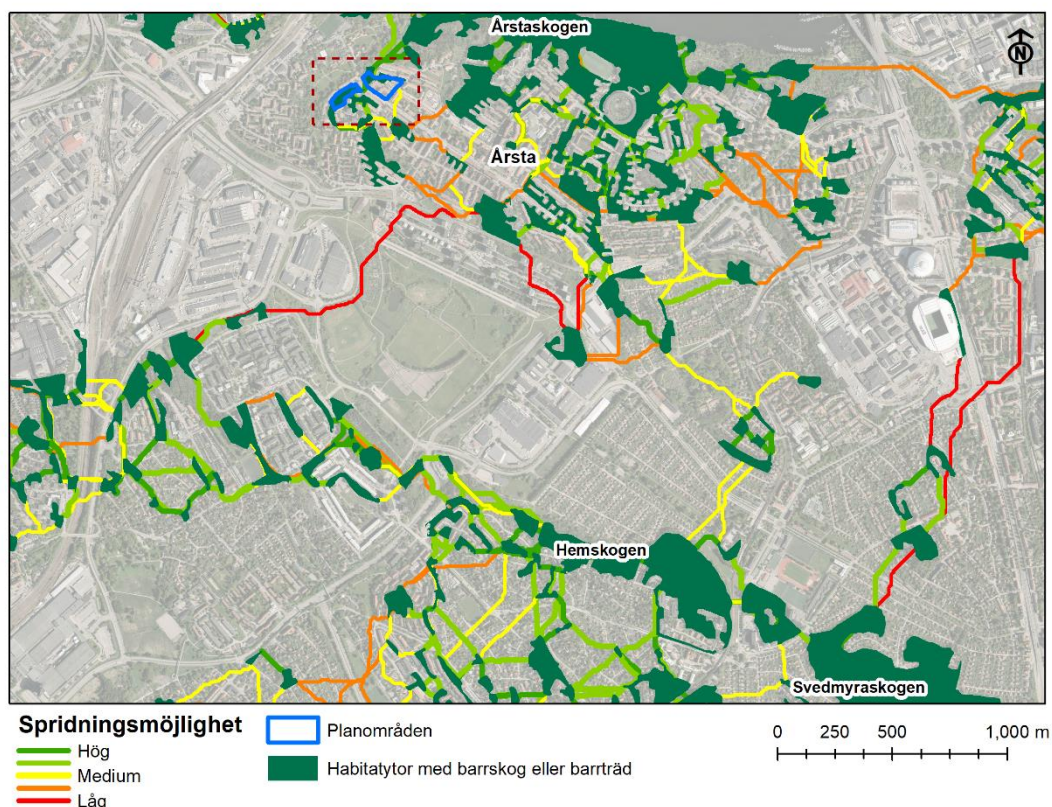 Årstaskogen
N
Årsta
Hemskogen
Svedmyraskogen
Spridningsmöjlighet
Hög
Medium
Låg
Planområden
Habitatytor med barrskog eller barrträd
0 250 500 1,000 m